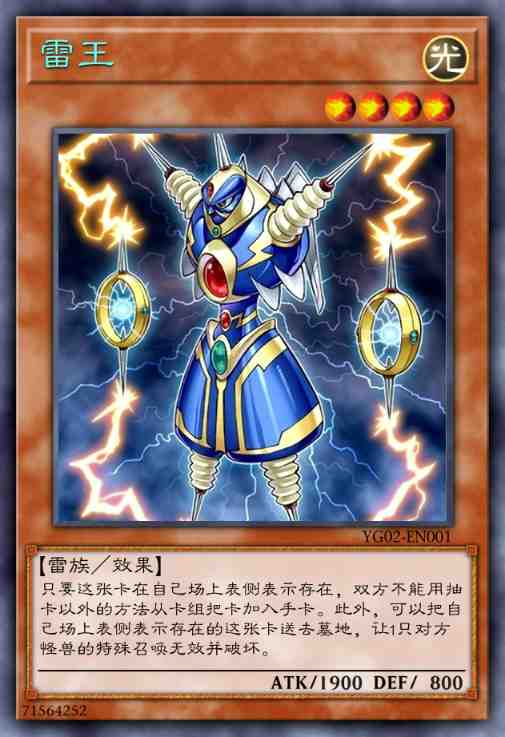 雷王
光
YG02-EN001
【雷族／效果】
只要这张卡在自己场上表侧表示存在，双方不能用抽
卡以外的方法从卡组把卡加入手卡。此外，可以把自
己场上表侧表示存在的这张卡送去墓地，让1只对方
怪兽的特殊召唤无效并破坏。
ATK/1900 DEF/ 800
71564252